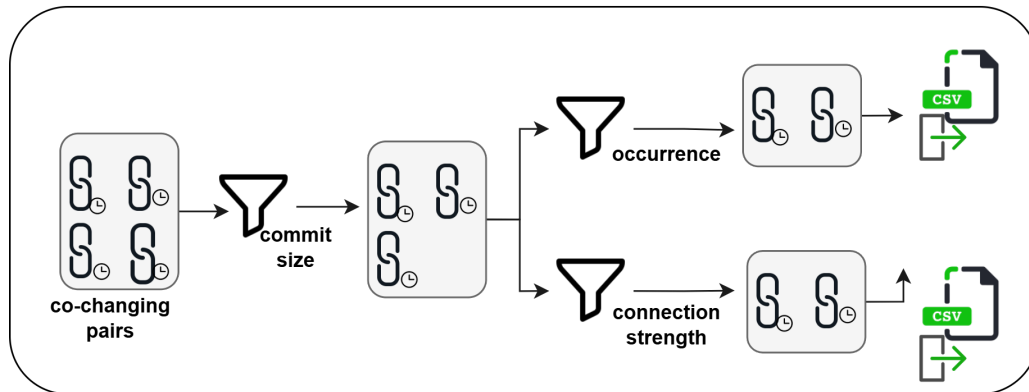 co-changing
pairs
commit
size
occurrence
CSV
connection
strength
CSV